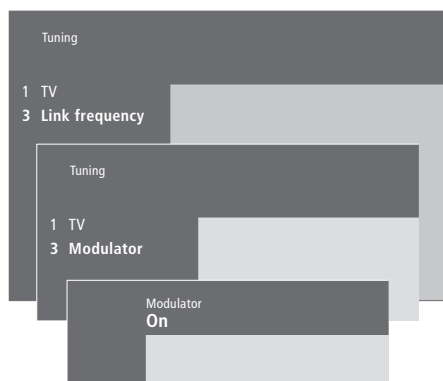 Tuning
1 TV
3 Link frequency
Tuning
1 TV
3 Modulator
Modulator
On